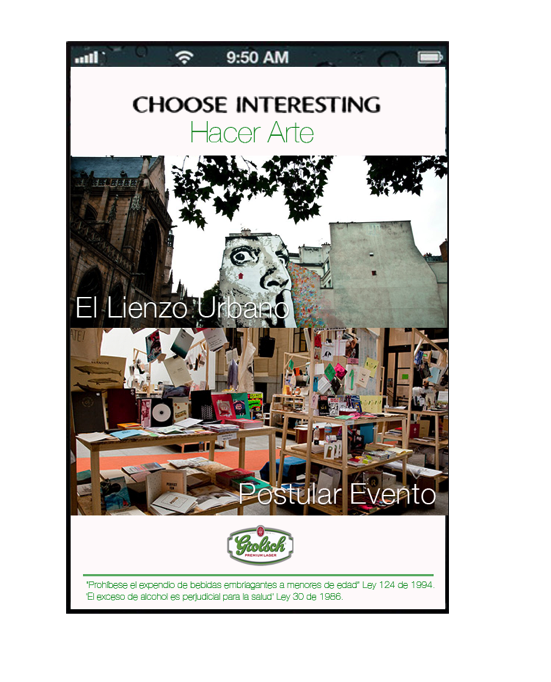 9:50 AM
CHOOSE INTERESTING
Hacer Arte
El Lienzo Urbano
Postular Evento
Grolsch
PREMIUM LAGER
"Prohíbese el expendio de bebidas embriagantes a menores de edad" Ley 124 de 1994.
'El exceso de alcohol es perjudicial para la salud' Ley 30 de 1986.